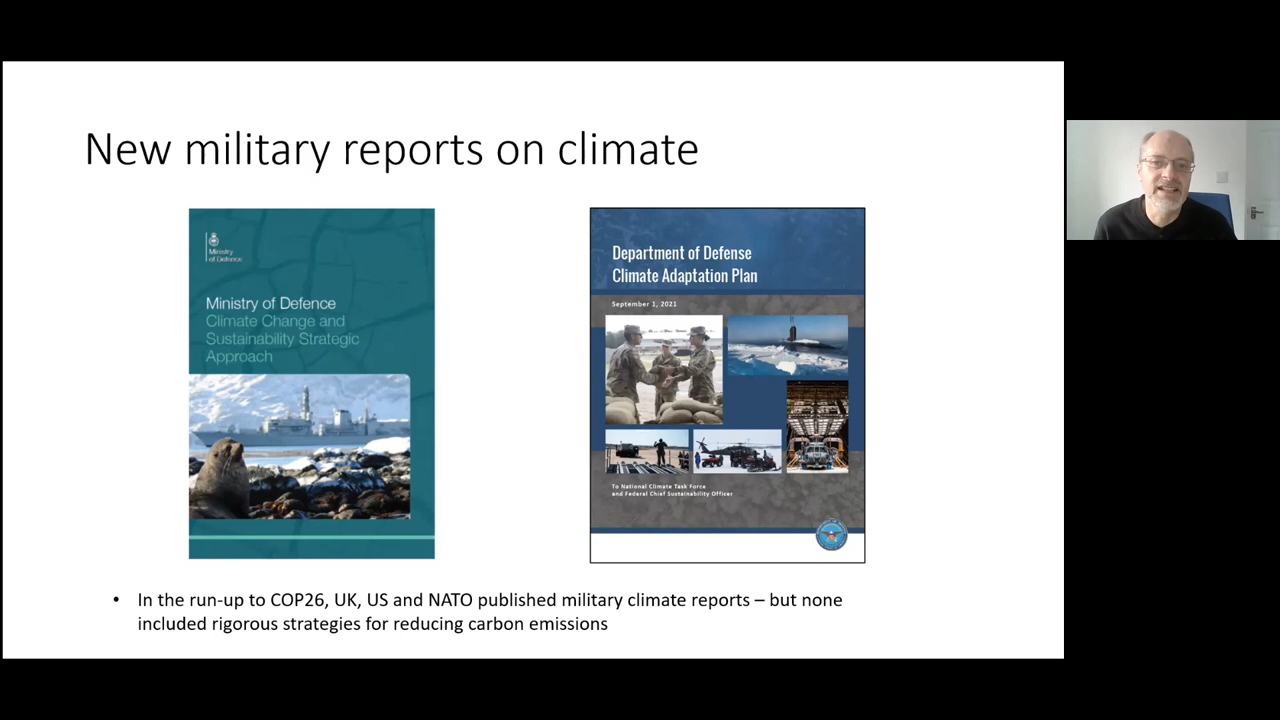 New military reports on climate
Ministry
of Defence
Ministry of Defence
Climate Change and
Sustainability Strategic
Approach
Department of Defense
Climate Adaptation Plan
September 1, 2021
To National Climate Task Force
and Federal Chief Sustainability Officer
• In the run-up to COP26, UK, US and NATO published military climate reports – but none
included rigorous strategies for reducing carbon emissions